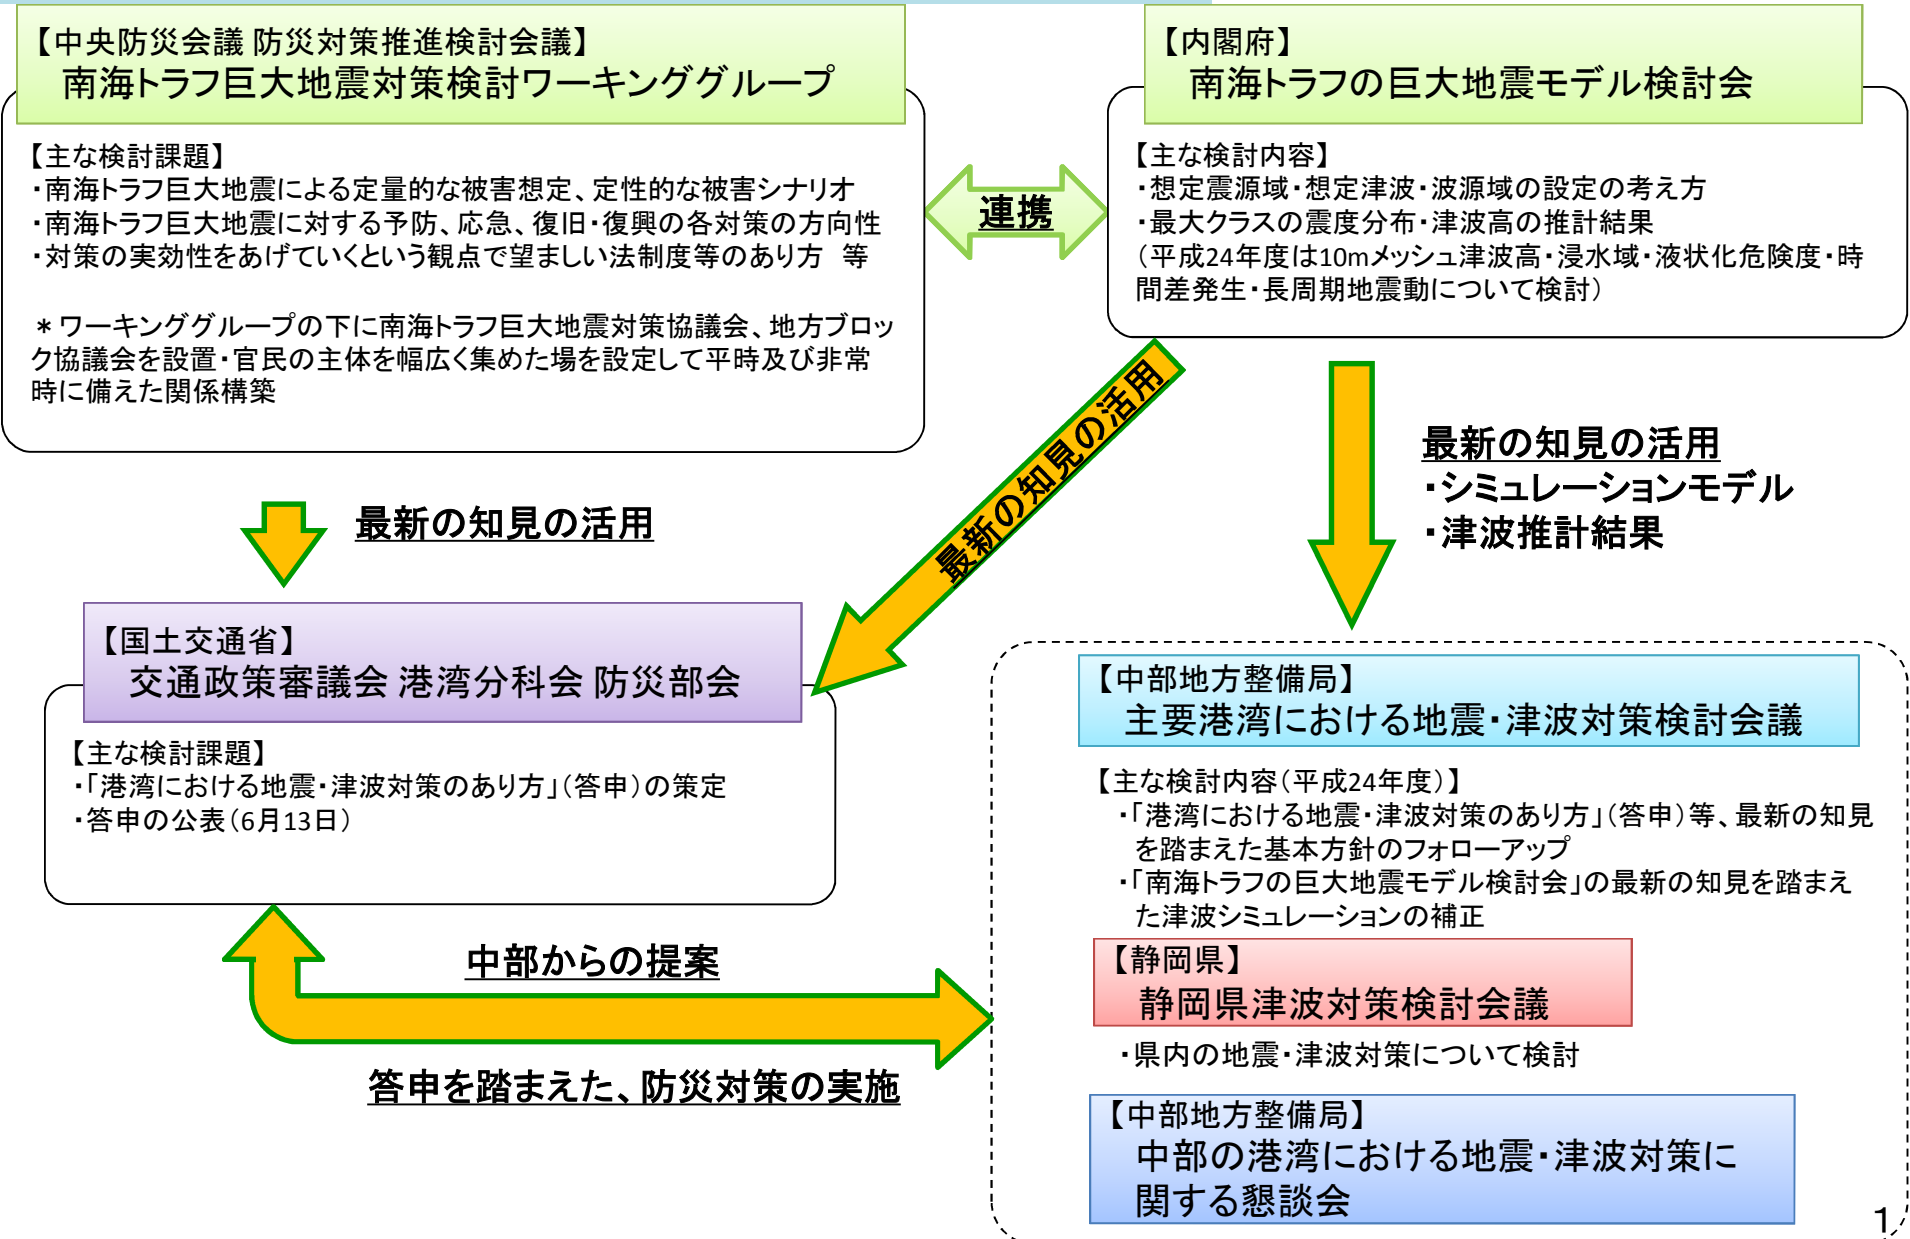 【中央防災会議 防災対策推進検討会議】
南海トラフ巨大地震対策検討ワーキンググループ
【主な検討課題】
・南海トラフ巨大地震による定量的な被害想定、定性的な被害シナリオ
・南海トラフ巨大地震に対する予防、応急、復旧・復興の各対策の方向性
・対策の実効性をあげていくという観点で望ましい法制度等のあり方　等
＊ワーキンググループの下に南海トラフ巨大地震対策協議会、地方ブロッ
ク協議会を設置・官民の主体を幅広く集めた場を設定して平時及び非常
時に備えた関係構築
連携
【内閣府】
南海トラフの巨大地震モデル検討会
【主な検討内容】
・想定震源域・想定津波・波源域の設定の考え方
・最大クラスの震度分布・津波高の推計結果
（平成24年度は10mメッシュ津波高・浸水域・液状化危険度・時
間差発生・長周期地震動について検討）
最新の知見の活用
最新の知見の活用
最新の知見の活用
・シミュレーションモデル
・津波推計結果
【国土交通省】
交通政策審議会 港湾分科会 防災部会
【主な検討課題】
・「港湾における地震・津波対策のあり方」（答申）の策定
・答申の公表（6月13日）
中部からの提案
答申を踏まえた、防災対策の実施
【中部地方整備局】
主要港湾における地震・津波対策検討会議
【主な検討内容（平成24年度）】
・「港湾における地震・津波対策のあり方」（答申）等、最新の知見
を踏まえた基本方針のフォローアップ
・「南海トラフの巨大地震モデル検討会」の最新の知見を踏まえ
た津波シミュレーションの補正
【静岡県】
静岡県津波対策検討会議
・県内の地震・津波対策について検討
【中部地方整備局】
中部の港湾における地震・津波対策に
関する懇談会
1